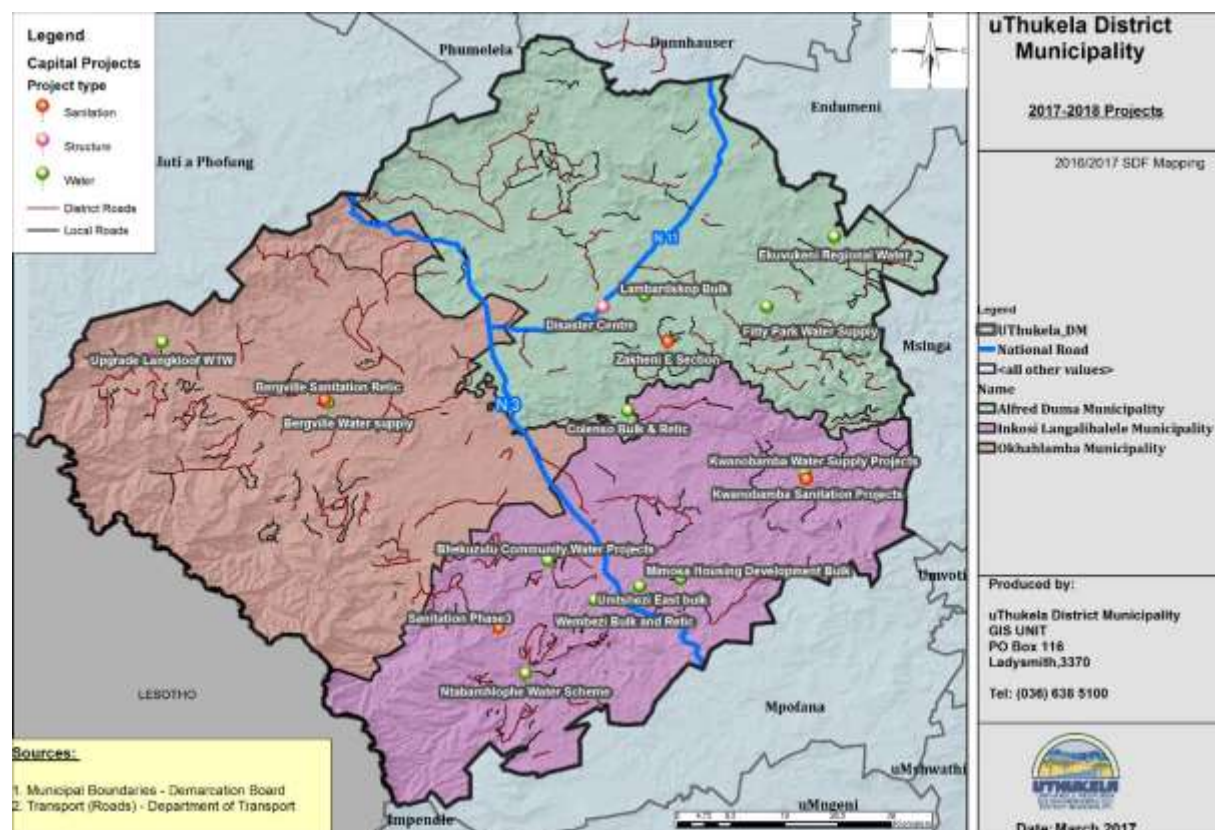 Legend
Capital Projects
Project type
Sanitation
Structure
Water
District Roads
Local Roads
Phumelela
Dannhauser
Endumeni
Juti a Phofung
N 11
Ekuvukeni Regional Water
Lambardskop Bulk
Disaster Centre
Fitty Park Water Supply
Msinga
Zakheni E Section
Upgrade Langkloof WTW
Bergville Sanitation Retic
Bergville Water supply
N 3
Colenso Bulk & Retic
Kwanobamba Water Supply Projects
Kwanobamba Sanitation Projects
Bhekuzulu Community Water Projects
Mimosa Housing Development Bulk
Umtshezi East bulk
Wembezi Bulk and Retic
Sanitation Phase3
Ntabamhlophe Water Scheme
Umvoti
LESOTHO
Mpofana
uMshwathi
uMngeni
Impendle
Sources:
1. Municipal Boundaries - Demarcation Board
2. Transport (Roads) - Department of Transport
uThukela District
Municipality
2017-2018 Projects
2016/2017 SDF Mapping
Legend
UThukela_DM
National Road
<all other values>
Name
Alfred Duma Municipality
Inkosi Langalibalele Municipality
Okhahlamba Municipality
Produced by:
uThukela District Municipality
GIS UNIT
PO Box 116
Ladysmith,3370
Tel: (036) 638 5100
UTHUKELA
Date:March 2017